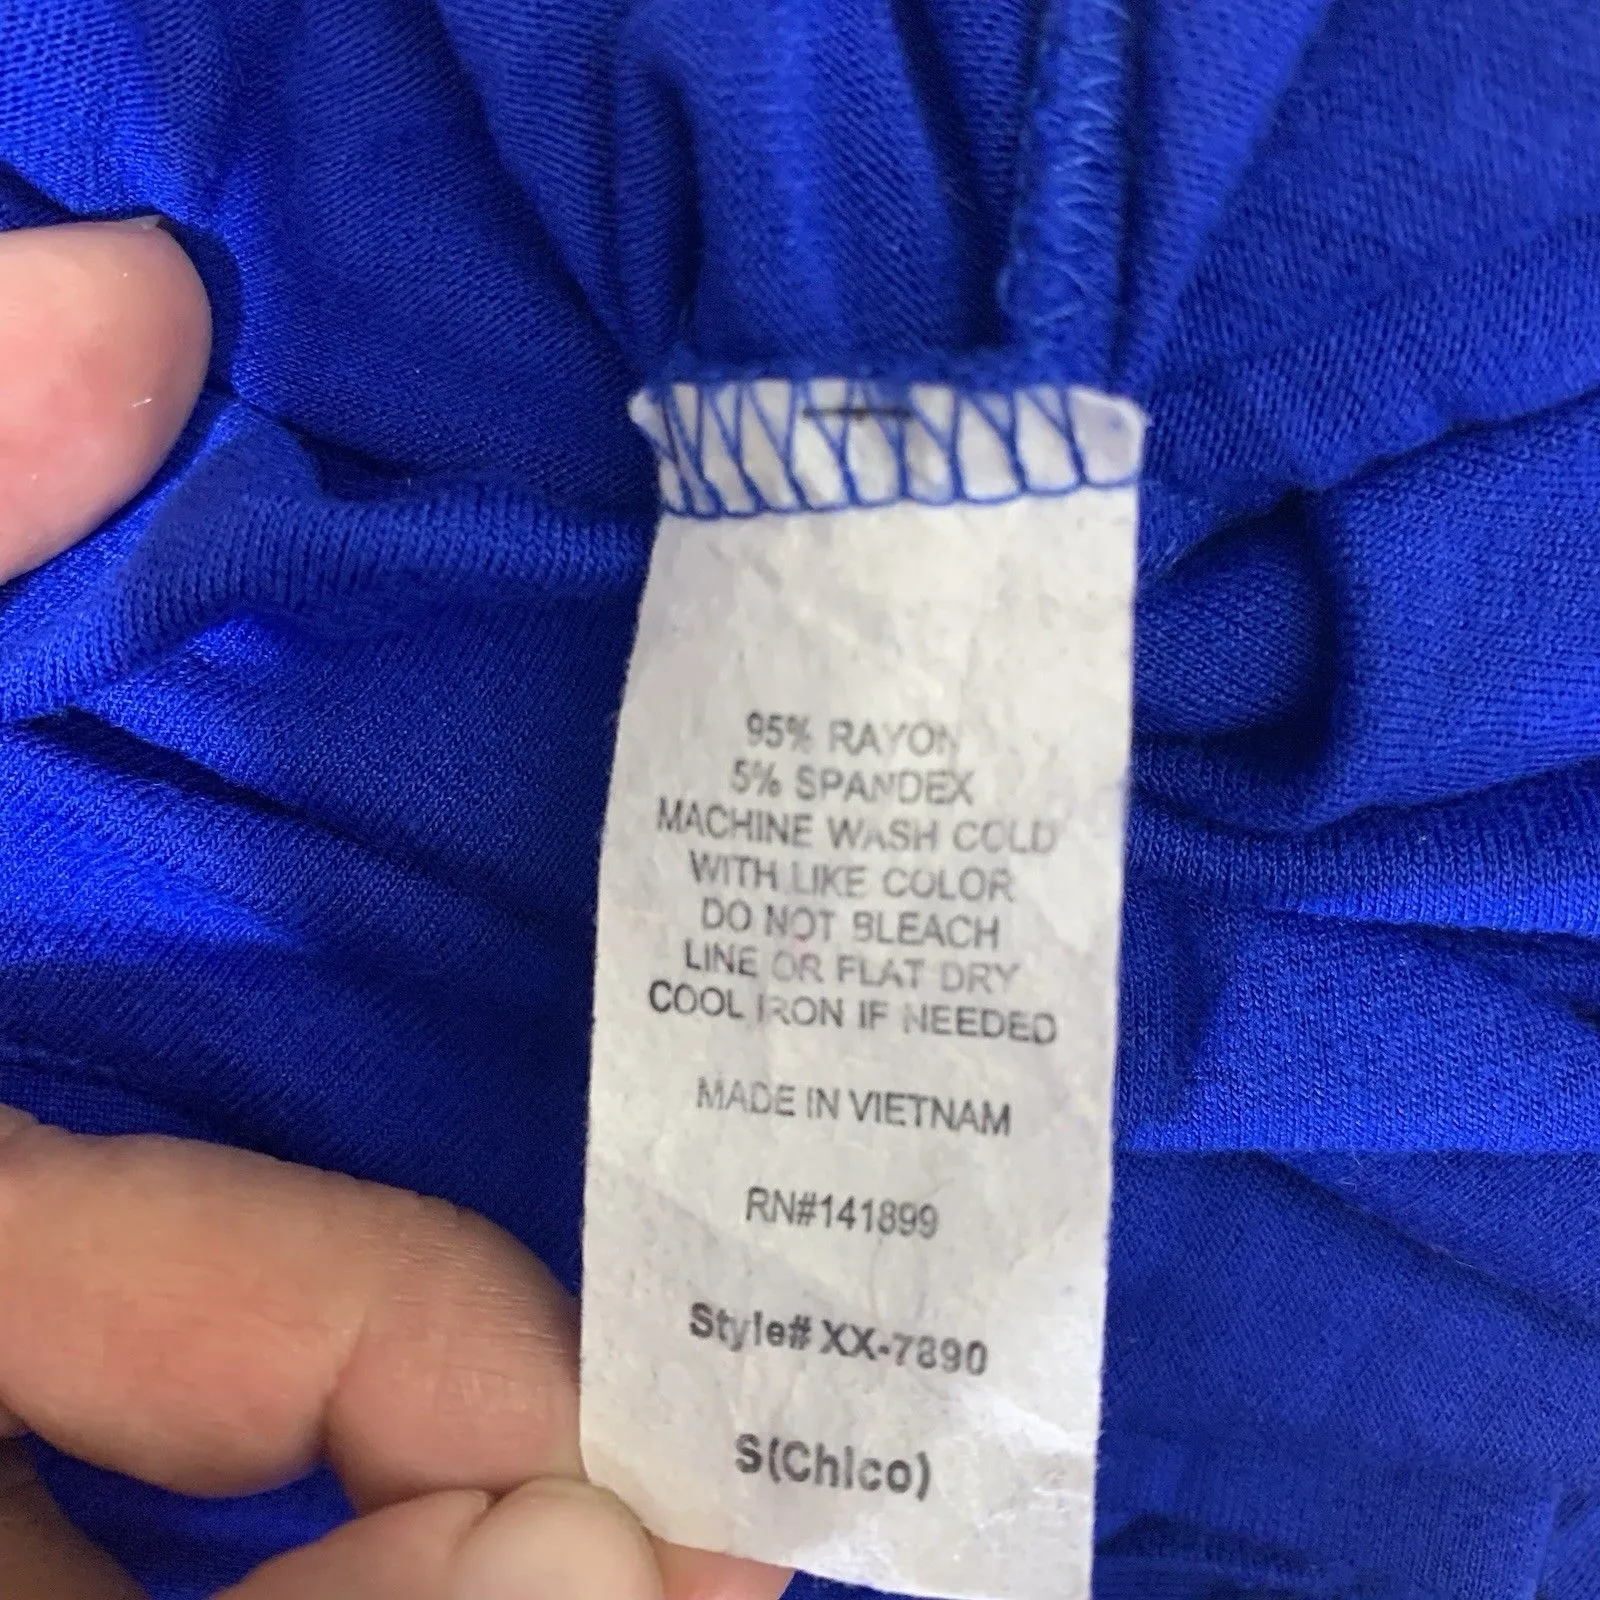 95% RAYON
5% SPANDEX
MACHINE WASH COLD
WITH LIKE COLOR
DO NOT BLEACH
LINE OR FLAT DRY
COOL IRON IF NEEDED
MADE IN VIETNAM
RN#141899
Style# XX-7890
S(Chico)